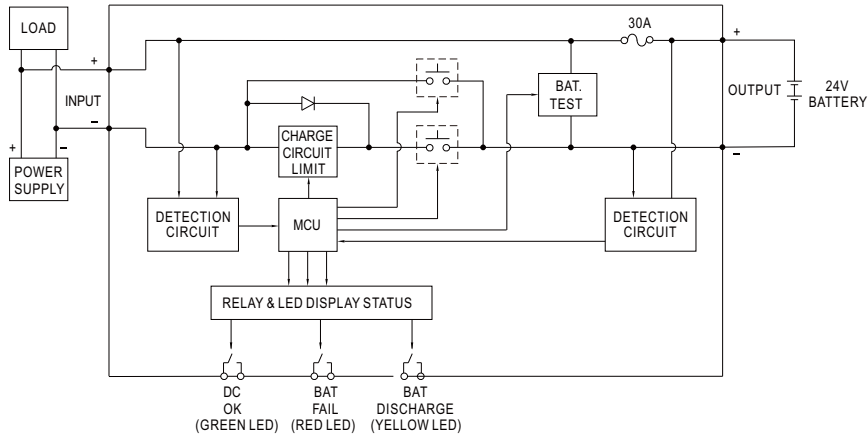 LOAD
30A
+
+
INPUT
BAT.
TEST
OUTPUT
24V
BATTERY
–
–
+
–
POWER
SUPPLY
CHARGE
CIRCUIT
LIMIT
DETECTION
CIRCUIT
MCU
DETECTION
CIRCUIT
RELAY & LED DISPLAY STATUS
DC
OK
(GREEN LED)
BAT
FAIL
(RED LED)
BAT
DISCHARGE
(YELLOW LED)